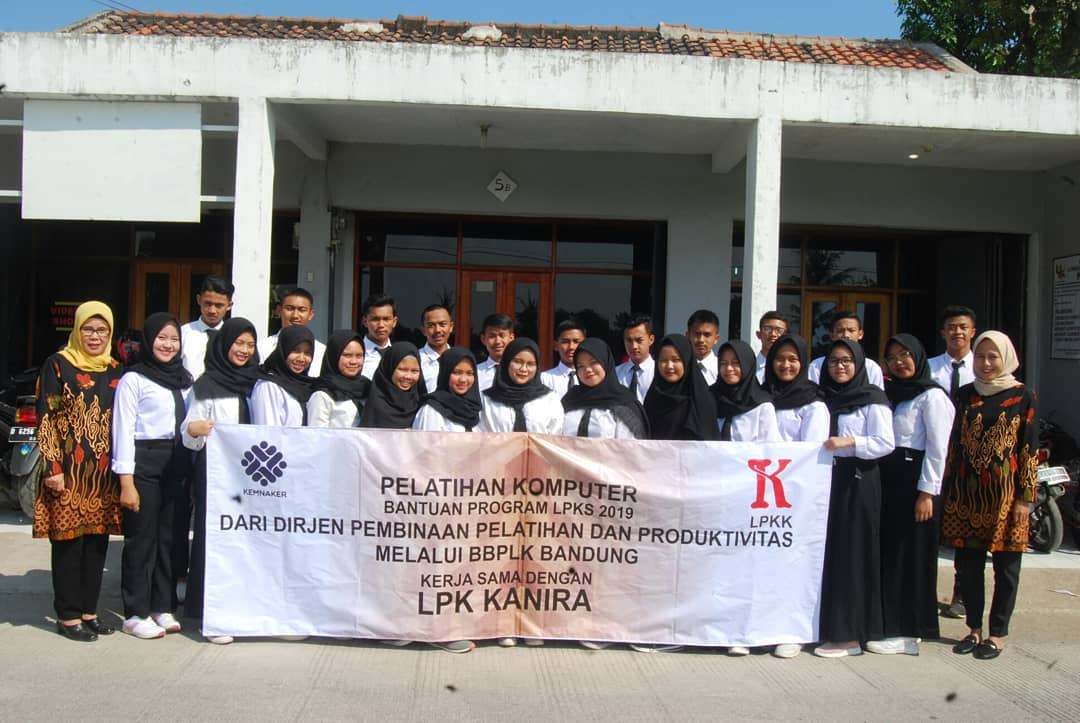 5B
KEMNAKER
PELATIHAN KOMPUTER
BANTUAN PROGRAM LPKS 2019
DARI DIRJEN PEMBINAAN PELATIHAN DAN PRODUKTIVITAS
MELALUI BBPLK BANDUNG
KERJA SAMA DENGAN
LPK KANIRA
K
LPKK